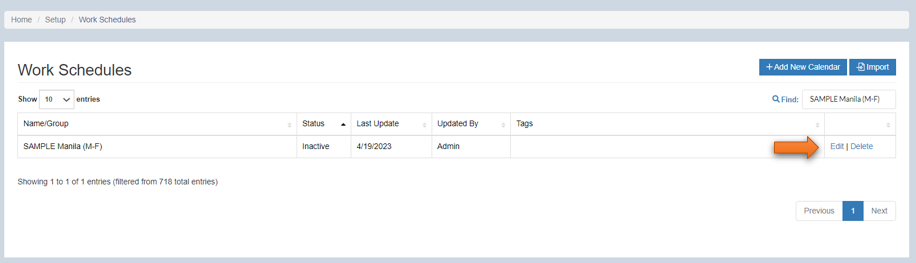 Home / Setup / Work Schedules
Work Schedules
+ Add New Calendar
Import
Show 10 entries
Find: SAMPLE Manila (M-F)
Name/Group Status Last Update Updated By Tags
SAMPLE Manila (M-F) Inactive 4/19/2023 Admin Edit | Delete
Showing 1 to 1 of 1 entries (filtered from 718 total entries)
Previous 1 Next